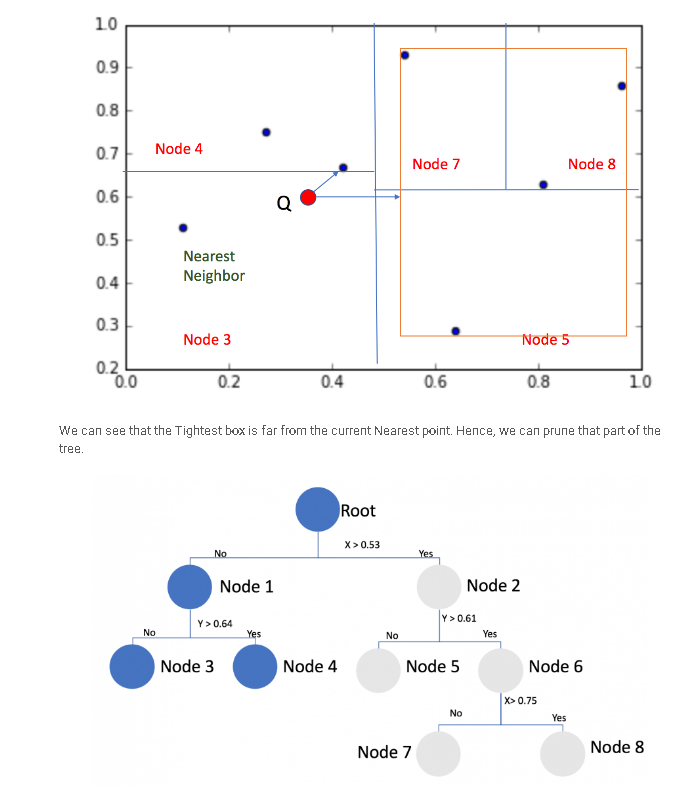 1.0
0.9
0.8
0.7
0.6
0.5
0.4
0.3
0.2
Node 4
Node 7
Node 8
Q
Nearest
Neighbor
Node 3
Node 5
0.0 0.2 0.4 0.6 0.8 1.0
We can see that the Tightest box is far from the current Nearest point. Hence, we can prune that part of the
tree.
Root
X > 0.53
No
Yes
Node 1
Node 2
Y > 0.64
Y > 0.61
No
Yes
No
Yes
Node 3
Node 4
Node 5
Node 6
X> 0.75
No
Yes
Node 7
Node 8